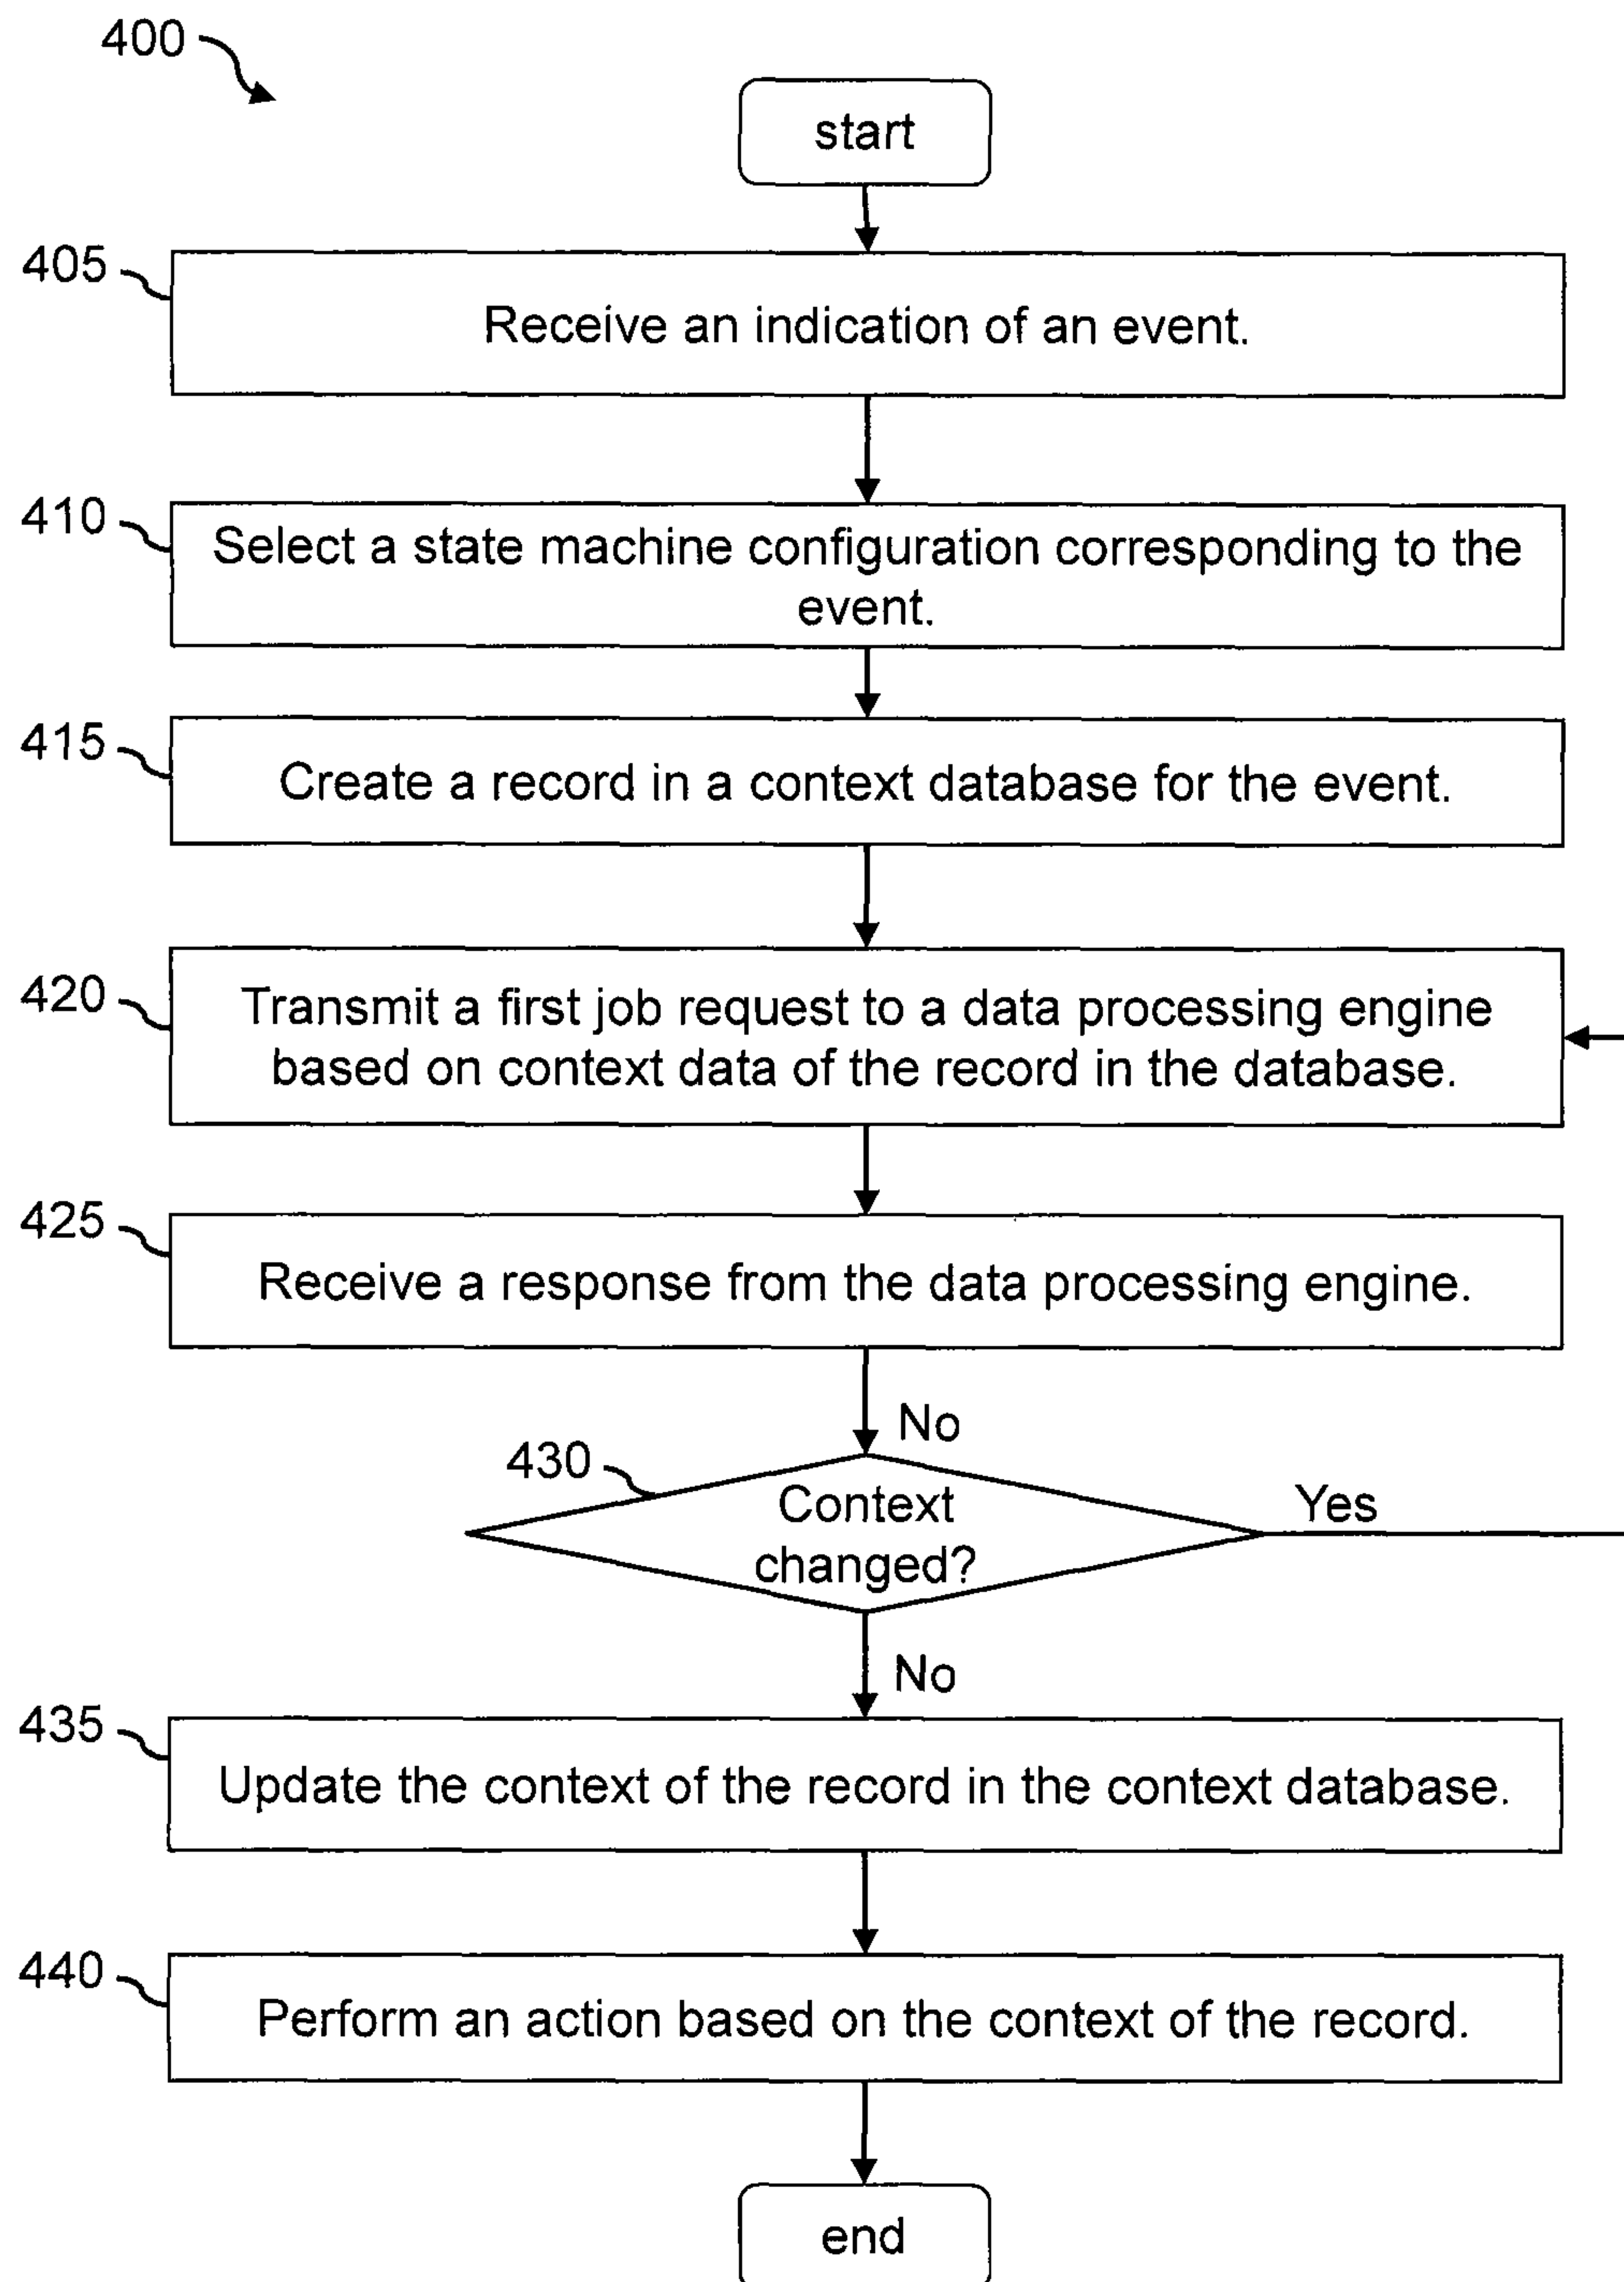 400
start
405
Receive an indication of an event.
410
Select a state machine configuration corresponding to the
event.
415
Create a record in a context database for the event.
420
Transmit a first job request to a data processing engine
based on context data of the record in the database.
425
Receive a response from the data processing engine.
No
430
Context
changed?
Yes
No
435
Update the context of the record in the context database.
440
Perform an action based on the context of the record.
end